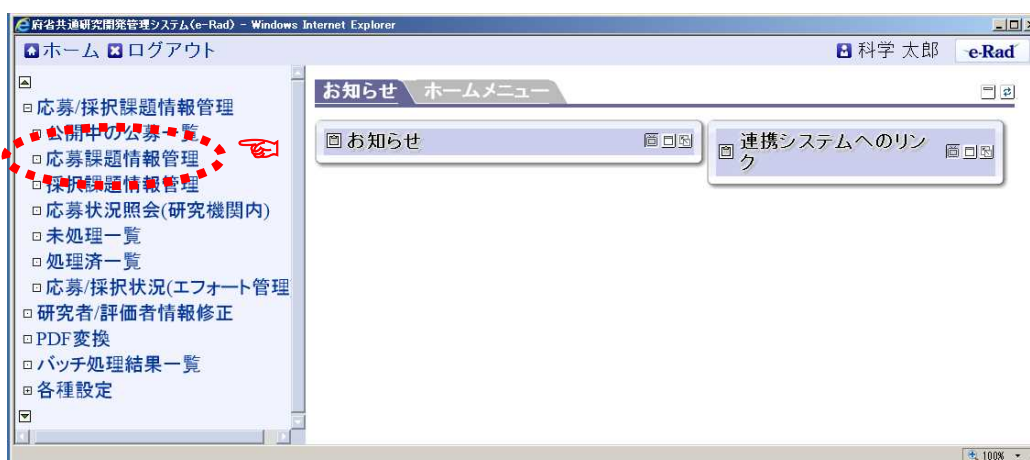 府省共通研究開発管理システム(e-Rad) - Windows Internet Explorer
ホーム ログアウト 科学 太郎 e-Rad
応募/採択課題情報管理
公開中の公募一覧
応募課題情報管理
採択課題情報管理
応募状況照会(研究機関内)
未処理一覧
処理済一覧
応募/採択状況(エフォート管理
研究者/評価者情報修正
PDF変換
バッチ処理結果一覧
各種設定
お知らせ ホームメニュー
お知らせ
連携システムへのリン
ク
100%